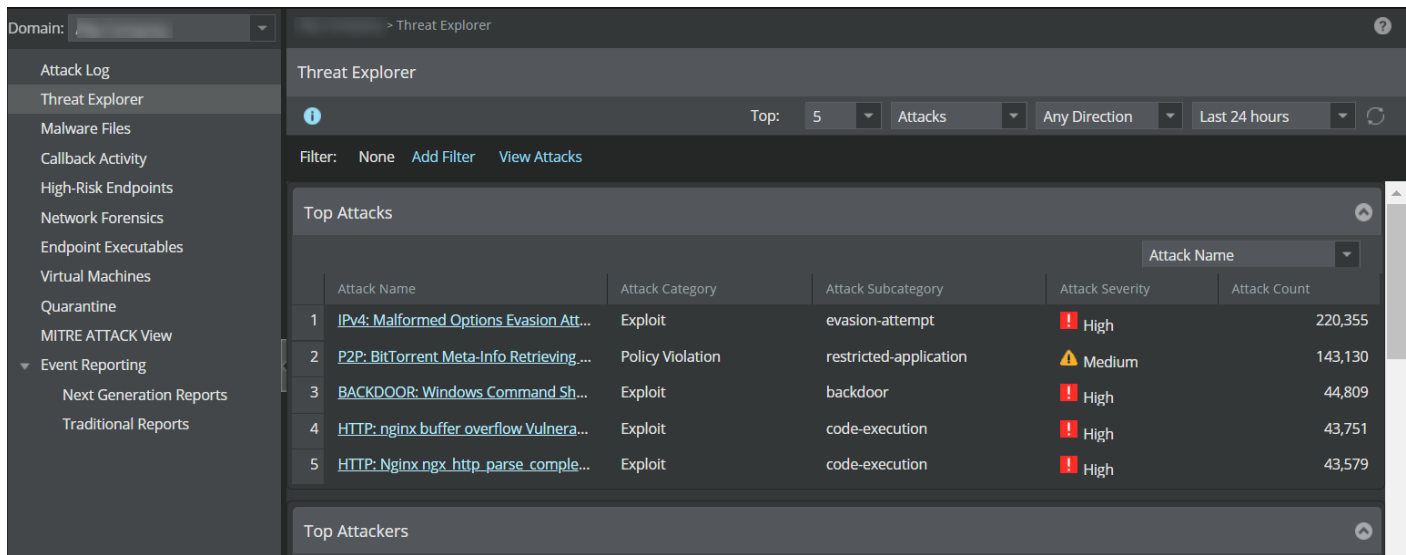 Domain:
> Threat Explorer
Attack Log
Threat Explorer
Malware Files
Callback Activity
High-Risk Endpoints
Network Forensics
Endpoint Executables
Virtual Machines
Quarantine
MITRE ATTACK View
Event Reporting
Next Generation Reports
Traditional Reports
Threat Explorer
Top: 5 Attacks Any Direction Last 24 hours
Filter: None Add Filter View Attacks
Top Attacks
Attack Name
Attack Name Attack Category Attack Subcategory Attack Severity Attack Count
1 IPv4: Malformed Options Evasion Att... Exploit evasion-attempt High 220,355
2 P2P: BitTorrent Meta-Info Retrieving ... Policy Violation restricted-application Medium 143,130
3 BACKDOOR: Windows Command Sh... Exploit backdoor High 44,809
4 HTTP: nginx buffer overflow Vulnera... Exploit code-execution High 43,751
5 HTTP: Nginx ngx_http_parse_comple... Exploit code-execution High 43,579
Top Attackers